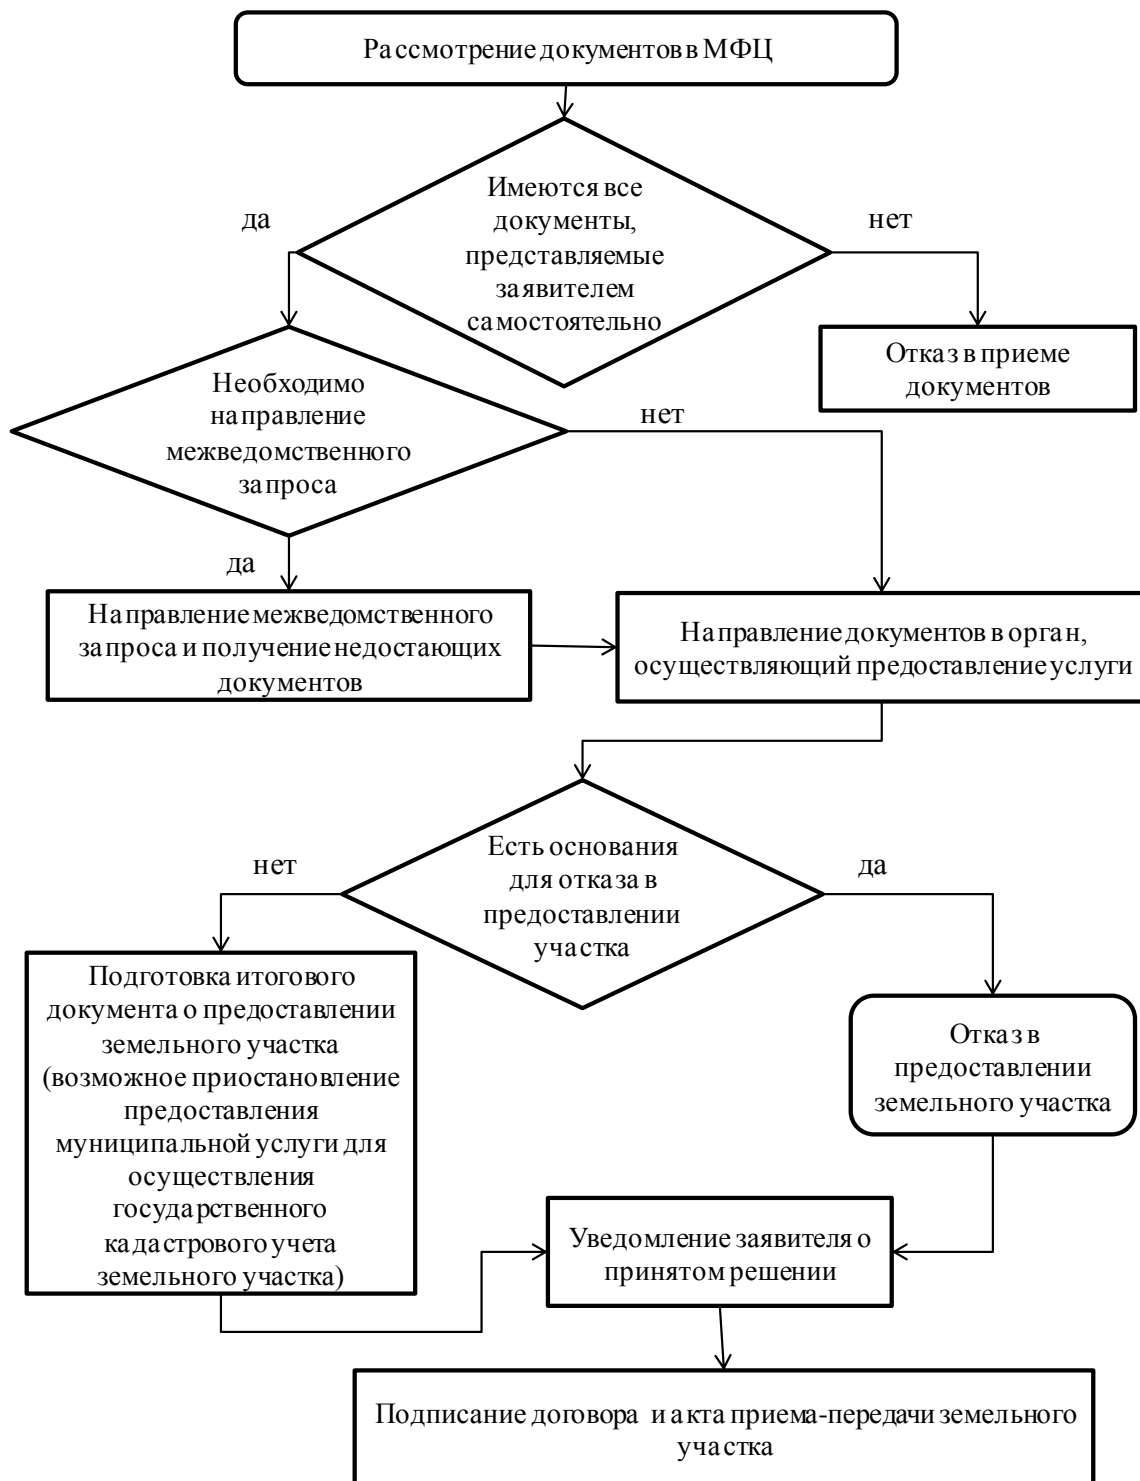 Рассмотрение документов в МФЦ
Имеются все
документы,
представляемые
заявителем
самостоятельно
да
нет
Отказ в приеме
документов
Необходимо
направление
межведомственного
запроса
нет
да
Направление межведомственного
запроса и получение недостающих
документов
Направление документов в орган,
осуществляющий предоставление услуги
Есть основания
для отказа в
предоставлении
участка
нет
да
Подготовка итогового
документа о предоставлении
земельного участка
(возможное приостановление
предоставления
муниципальной услуги для
осуществления
государственного
кадастрового учета
земельного участка)
Отказ в
предоставлении
земельного участка
Уведомление заявителя о
принятом решении
Подписание договора и акта приема-передачи земельного
участка